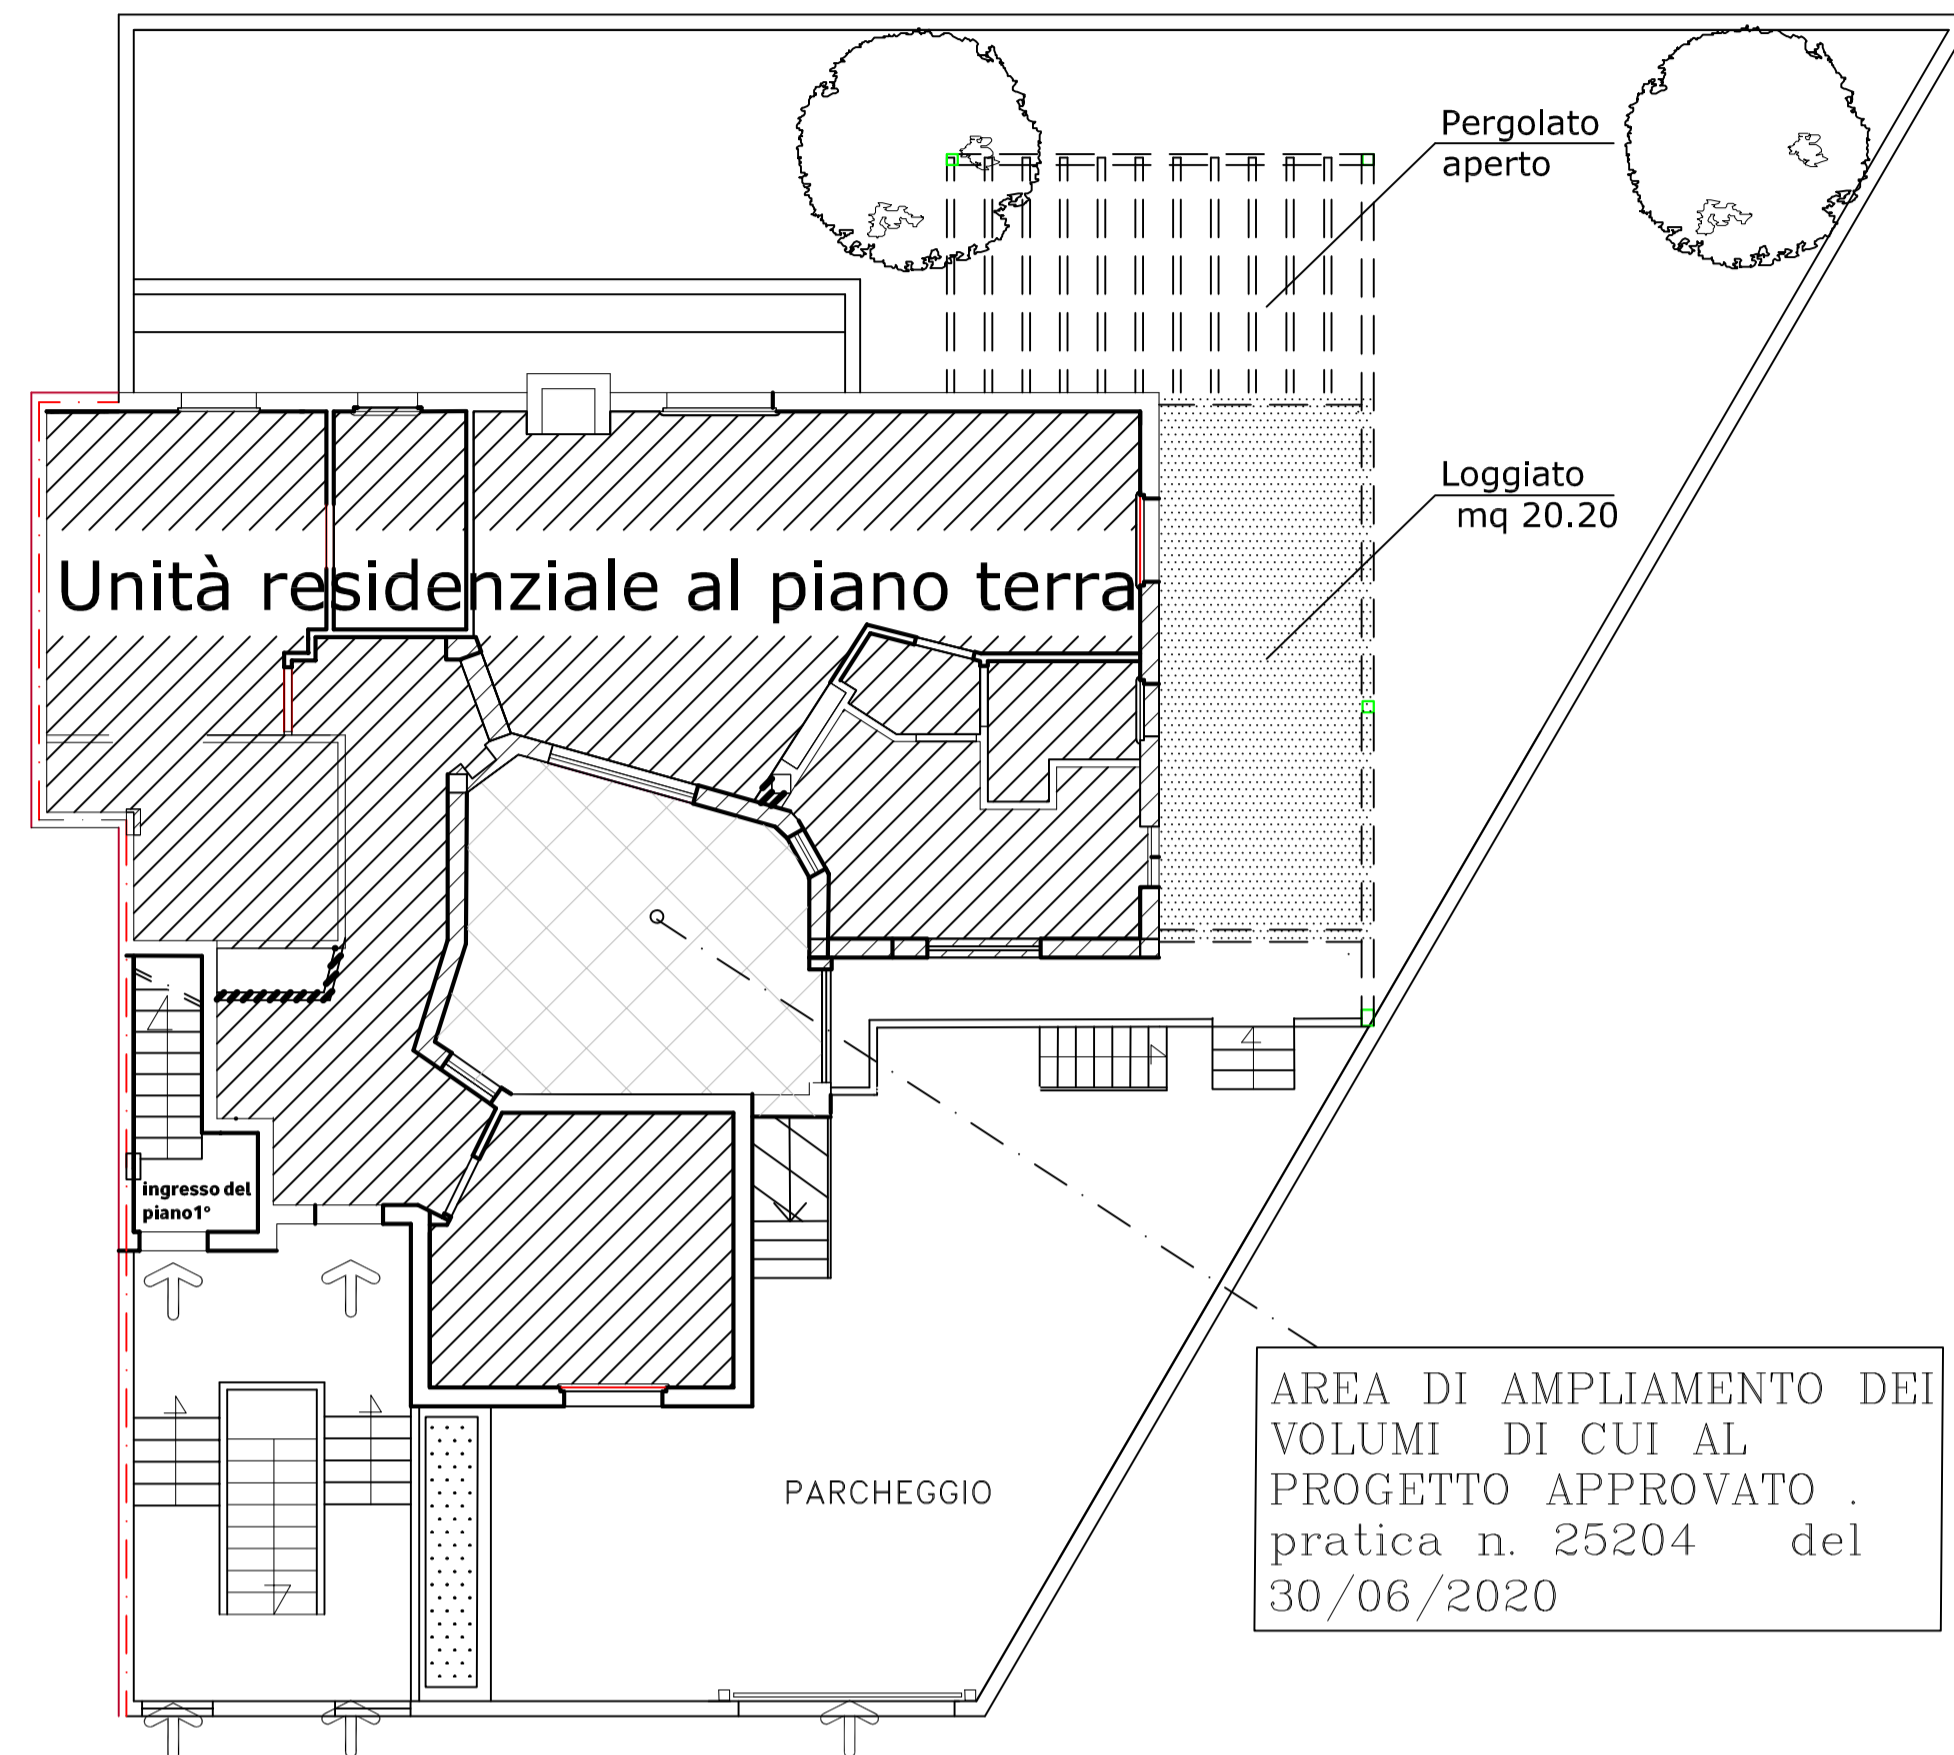 Pergolato
aperto
Loggiato
mq 20.20
Unità residenziale al piano terra
ingresso del
piano1°
PARCHEGGIO
AREA DI AMPLIAMENTO DEI
VOLUMI DI CUI AL
PROGETTO APPROVATO .
pratica n. 25204 del
30/06/2020